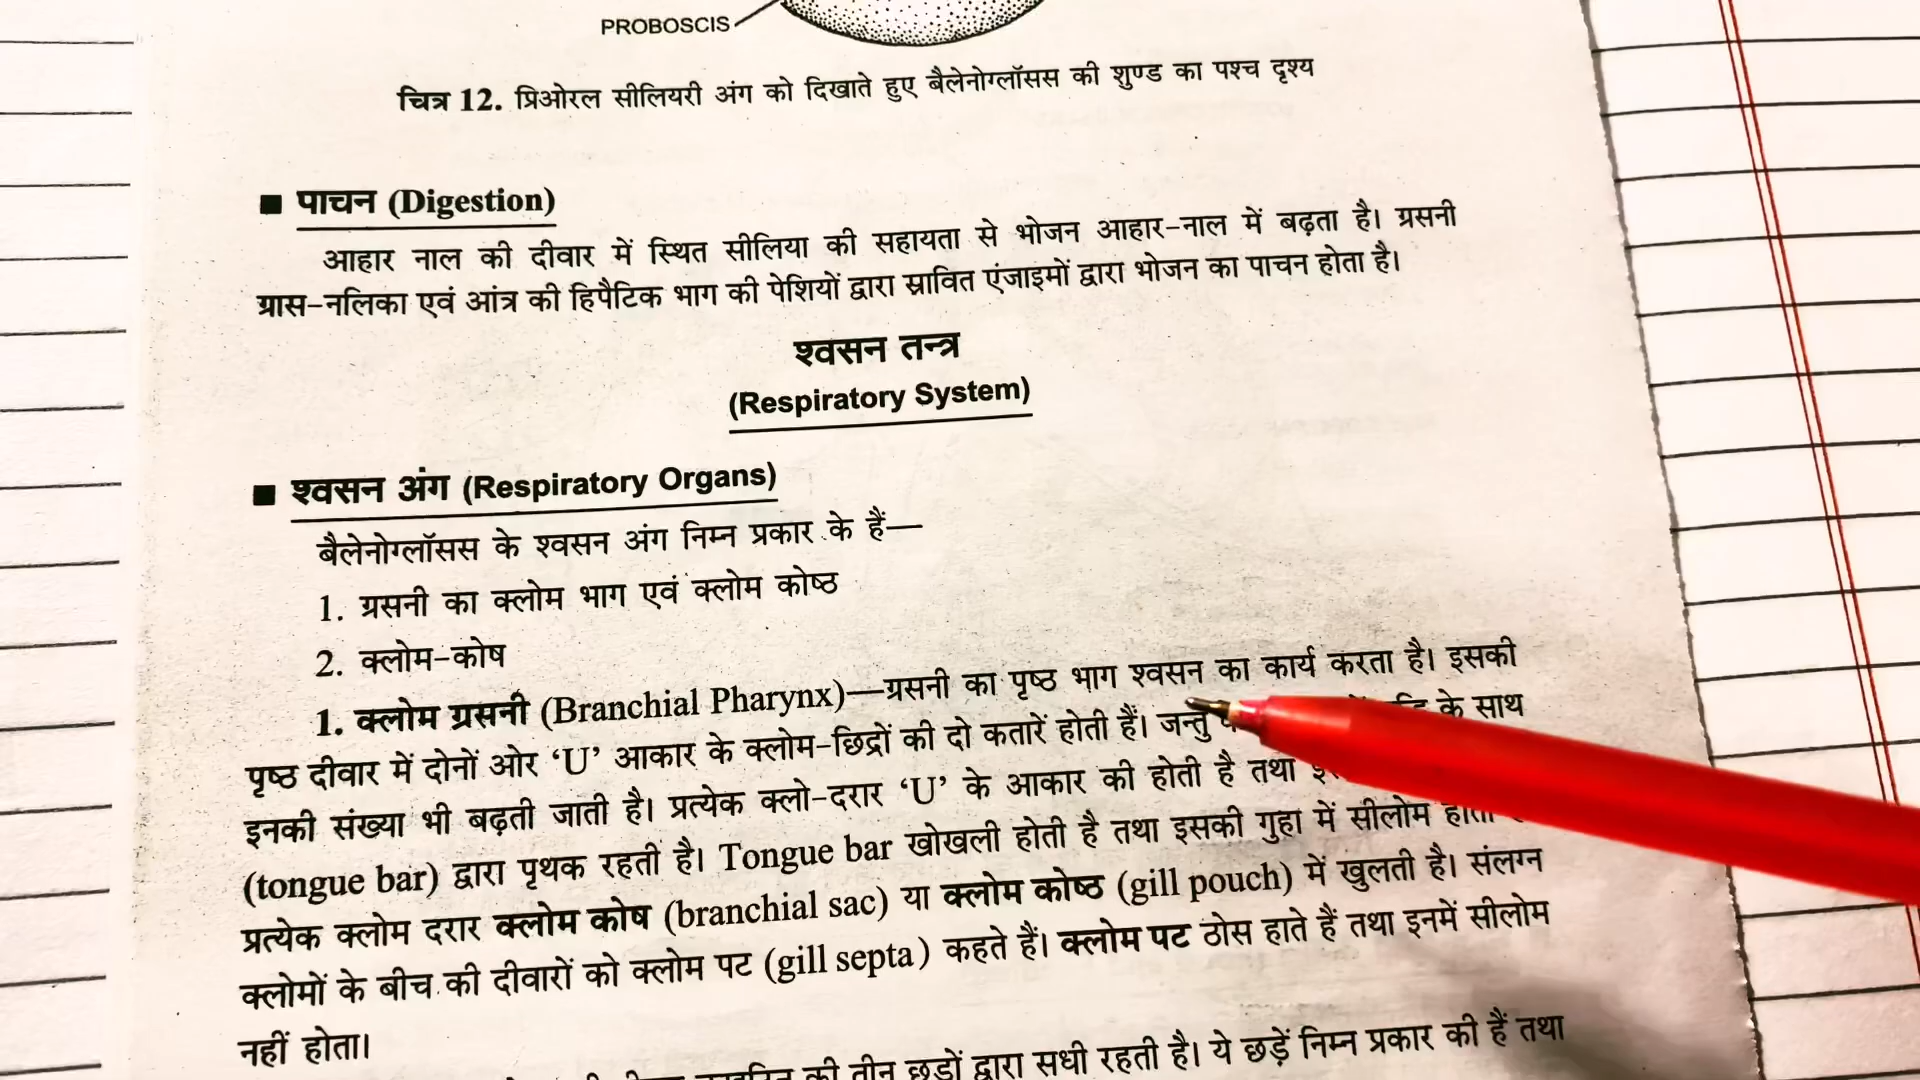 PROBOSCIS
चित्र 12. प्रिओरल सीलियरी अंग को दिखाते हुए बैलेनोग्लॉसस की शुण्ड का पश्च दृश्य
■ पाचन (Digestion)
आहार नाल की दीवार में स्थित सीलिया की सहायता से भोजन आहार-नाल में बढ़ता है। ग्रसनी
ग्रास-नलिका एवं आंत्र की हिपैटिक भाग की पेशियों द्वारा स्रावित एंजाइमों द्वारा भोजन का पाचन होता है।
श्वसन तन्त्र
(Respiratory System)
■ श्वसन अंग (Respiratory Organs)
बैलेनोग्लॉसस के श्वसन अंग निम्न प्रकार के हैं—
1. ग्रसनी का क्लोम भाग एवं क्लोम कोष्ठ
2. क्लोम-कोष
1. क्लोम ग्रसनी (Branchial Pharynx)—ग्रसनी का पृष्ठ भाग श्वसन का कार्य करता है। इसकी
पृष्ठ दीवार में दोनों ओर ‘U’ आकार के क्लोम-छिद्रों की दो कतारें होती हैं। जन्तु के साथ
इनकी संख्या भी बढ़ती जाती है। प्रत्येक क्लो-दरार ‘U’ के आकार की होती है तथा
(tongue bar) द्वारा पृथक रहती है। Tongue bar खोखली होती है तथा इसकी गुहा में सीलोम होता
प्रत्येक क्लोम दरार क्लोम कोष (branchial sac) या क्लोम कोष्ठ (gill pouch) में खुलती है। संलग्न
क्लोमों के बीच की दीवारों को क्लोम पट (gill septa) कहते हैं। क्लोम पट ठोस हाते हैं तथा इनमें सीलोम
नहीं होता।
की तीन छड़ों द्वारा सधी रहती है। ये छड़ें निम्न प्रकार की हैं तथा